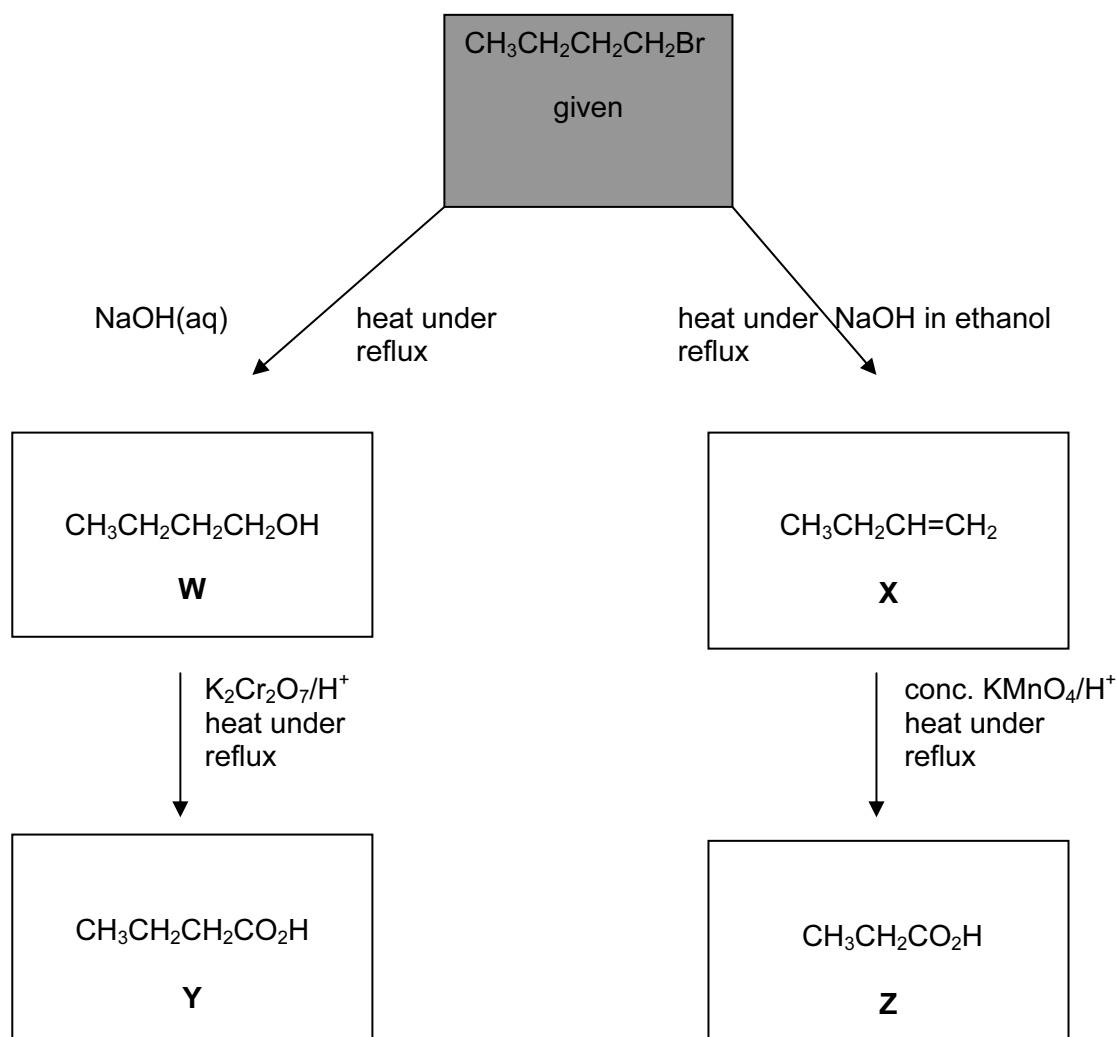 CH₃CH₂CH₂CH₂Br
given
NaOH(aq)
heat under
reflux
heat under
reflux
NaOH in ethanol
CH₃CH₂CH₂CH₂OH
W
CH₃CH₂CH=CH₂
X
K₂Cr₂O₇/H⁺
heat under
reflux
conc. KMnO₄/H⁺
heat under
reflux
CH₃CH₂CH₂CO₂H
Y
CH₃CH₂CO₂H
Z